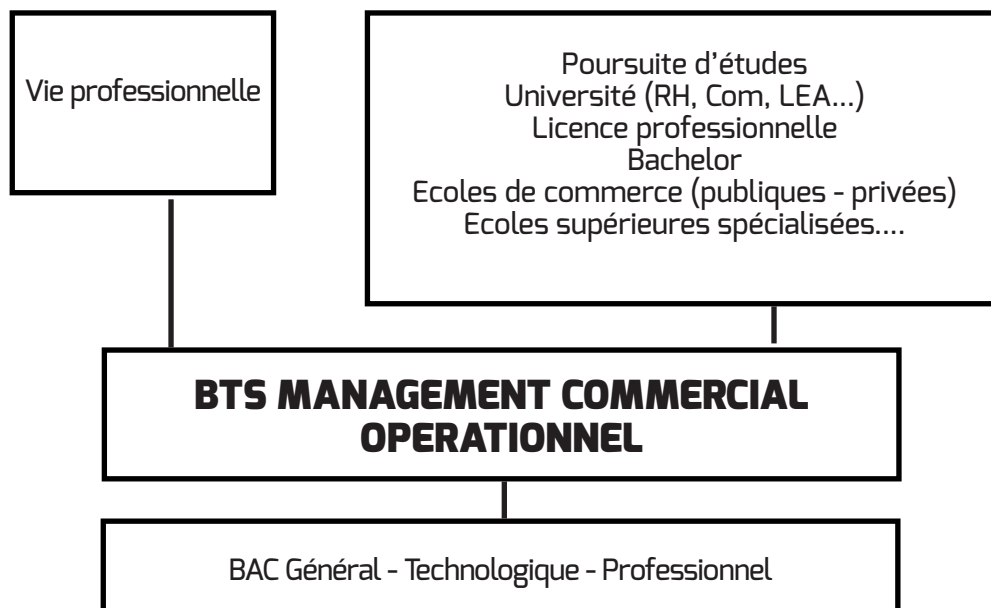 Vie professionnelle
Poursuite d’études
Université (RH, Com, LEA...)
Licence professionnelle
Bachelor
Ecoles de commerce (publiques - privées)
Ecoles supérieures spécialisées....
BTS MANAGEMENT COMMERCIAL
OPERATIONNEL
BAC Général - Technologique - Professionnel